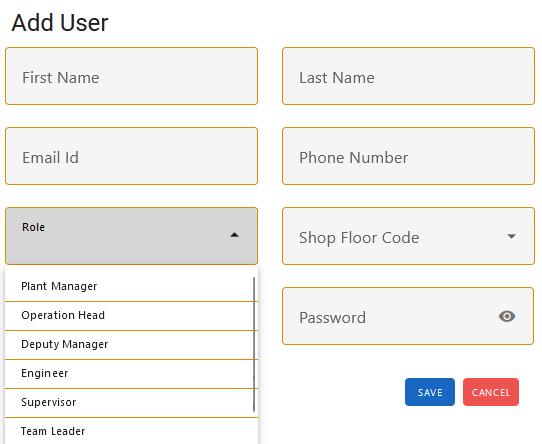 Add User
First Name
Last Name
Email Id
Phone Number
Role
Shop Floor Code
Plant Manager
Operation Head
Deputy Manager
Engineer
Supervisor
Team Leader
Password
SAVE
CANCEL